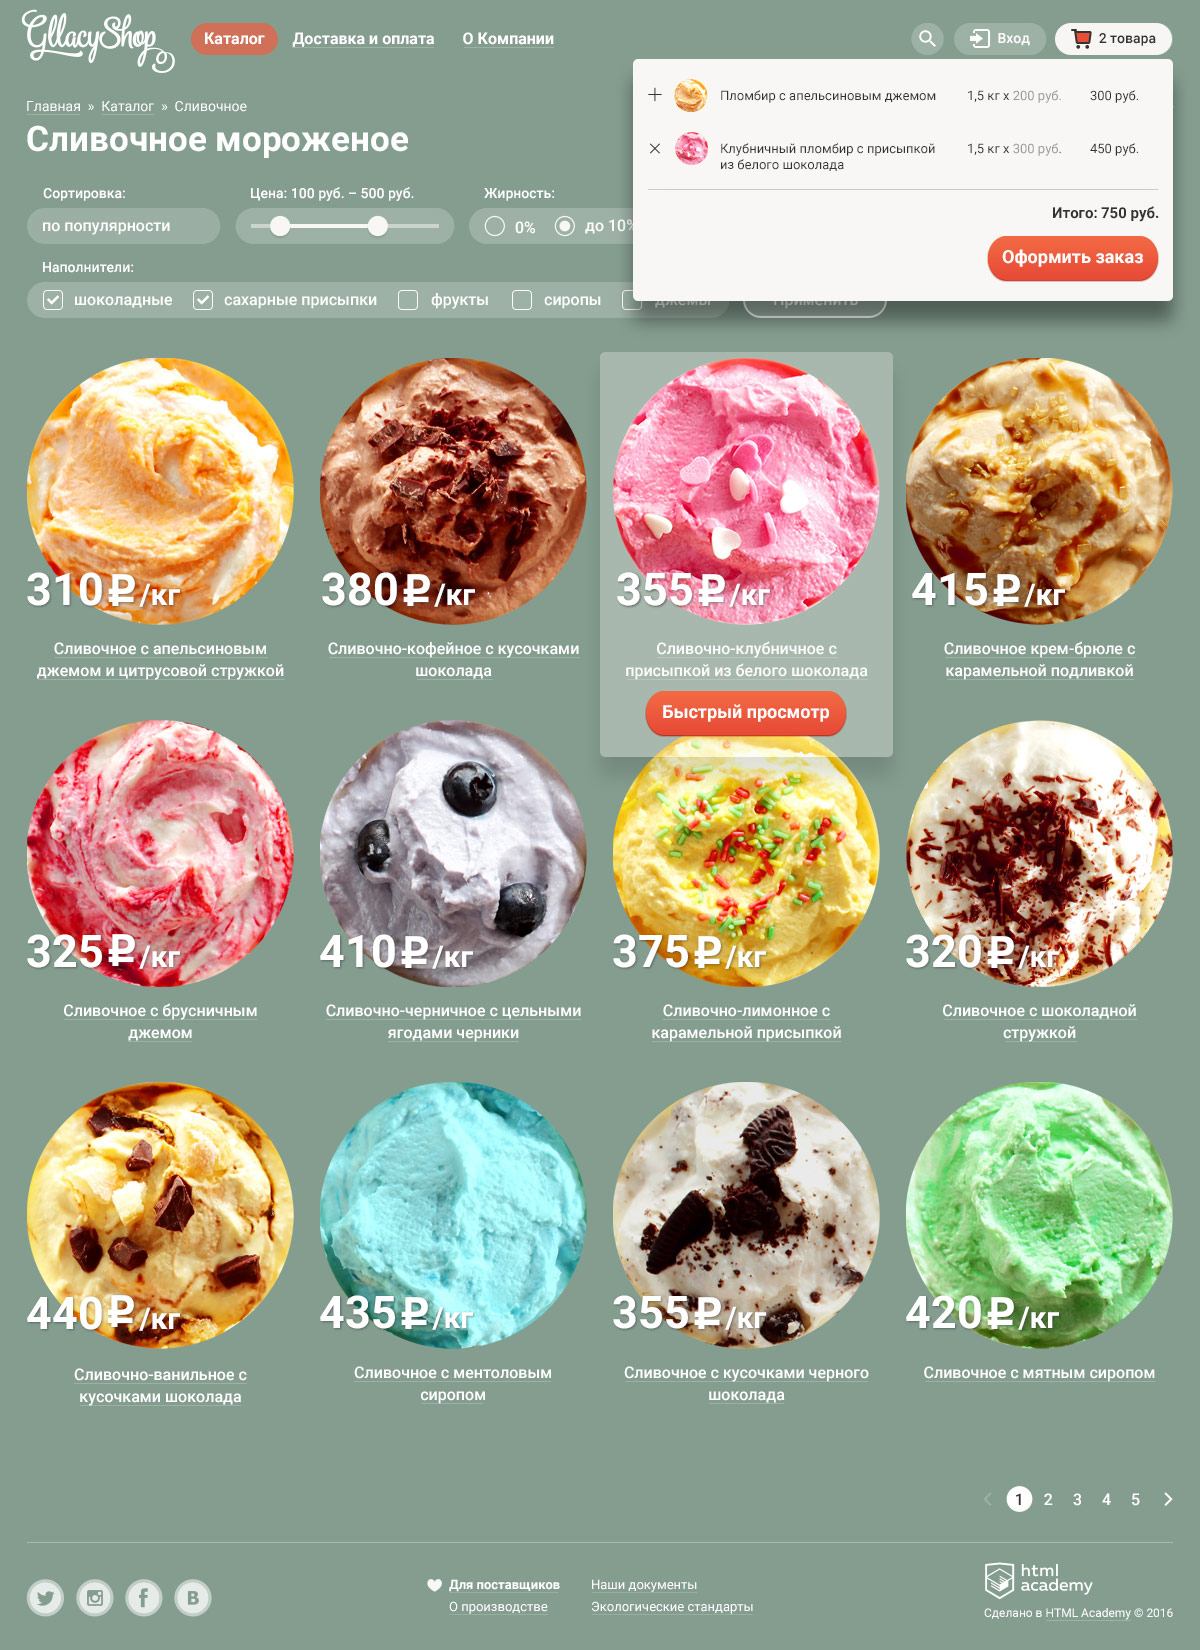 GllacyShop
Каталог
Доставка и оплата
О Компании
Вход
2 товара
Главная » Каталог » Сливочное
Сливочное мороженое
Пломбир с апельсиновым джемом
1,5 кг x 200 руб.
300 руб.
Клубничный пломбир с присыпкой
из белого шоколада
1,5 кг x 300 руб.
450 руб.
Итого: 750 руб.
Оформить заказ
Сортировка:
по популярности
Цена: 100 руб. – 500 руб.
Жирность:
0%
до 10%
Наполнители:
шоколадные
сахарные присыпки
фрукты
сиропы
джемы
Применить
310₽/кг
380₽/кг
355₽/кг
415₽/кг
Сливочное с апельсиновым
джемом и цитрусовой стружкой
Сливочно-кофейное с кусочками
шоколада
Сливочно-клубничное с
присыпкой из белого шоколада
Быстрый просмотр
Сливочное крем-брюле с
карамельной подливкой
325₽/кг
410₽/кг
375₽/кг
320₽/кг
Сливочное с брусничным
джемом
Сливочно-черничное с цельными
ягодами черники
Сливочно-лимонное с
карамельной присыпкой
Сливочное с шоколадной
стружкой
440₽/кг
435₽/кг
355₽/кг
420₽/кг
Сливочно-ванильное с
кусочками шоколада
Сливочное с ментоловым
сиропом
Сливочное с кусочками черного
шоколада
Сливочное с мятным сиропом
1 2 3 4 5
Для поставщиков
О производстве
Наши документы
Экологические стандарты
html
academy
Сделано в HTML Academy © 2016